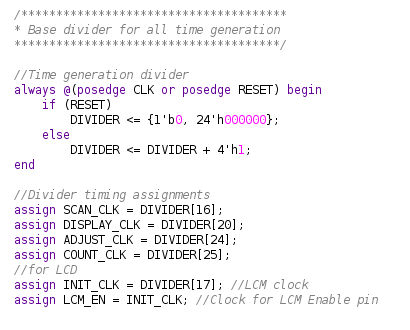 /**************************************
* Base divider for all time generation
**************************************/
//Time generation divider
always @(posedge CLK or posedge RESET) begin
if (RESET)
DIVIDER <= {1'b0, 24'h000000};
else
DIVIDER <= DIVIDER + 4'h1;
end
//Divider timing assignments
assign SCAN_CLK = DIVIDER[16];
assign DISPLAY_CLK = DIVIDER[20];
assign ADJUST_CLK = DIVIDER[24];
assign COUNT_CLK = DIVIDER[25];
//for LCD
assign INIT_CLK = DIVIDER[17]; //LCM clock
assign LCM_EN = INIT_CLK; //Clock for LCM Enable pin